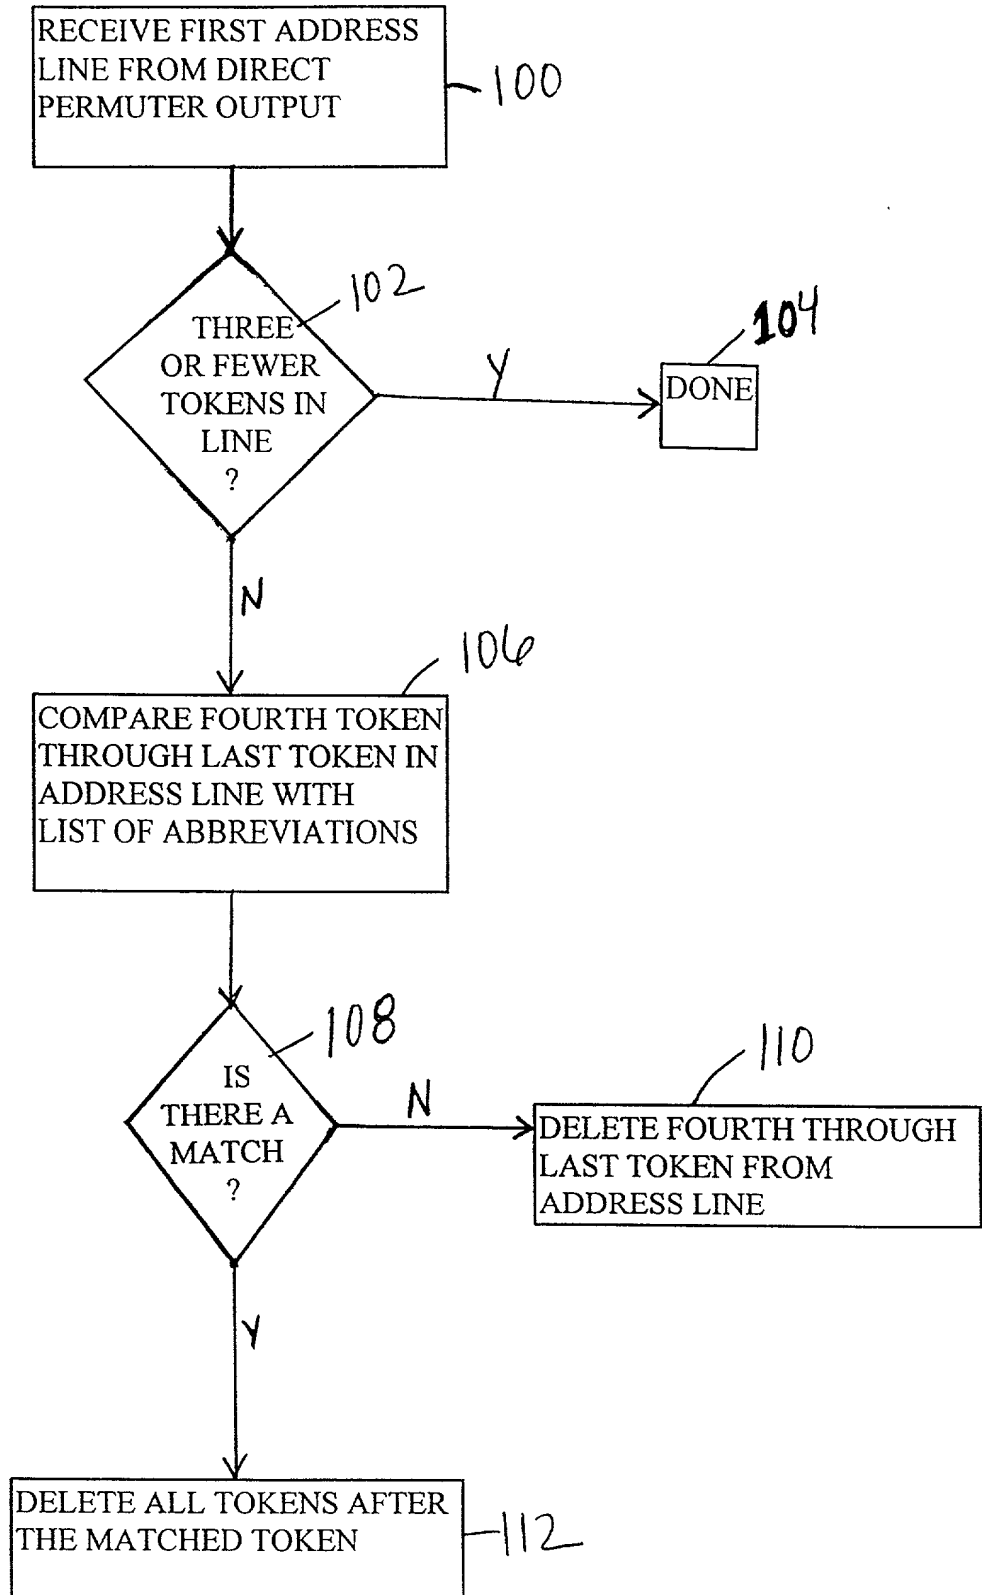 RECEIVE FIRST ADDRESS
LINE FROM DIRECT
PERMUTER OUTPUT
100
102
THREE
OR FEWER
TOKENS IN
LINE
?
Y
104
DONE
N
106
COMPARE FOURTH TOKEN
THROUGH LAST TOKEN IN
ADDRESS LINE WITH
LIST OF ABBREVIATIONS
108
IS
THERE A
MATCH
?
N
110
DELETE FOURTH THROUGH
LAST TOKEN FROM
ADDRESS LINE
Y
DELETE ALL TOKENS AFTER
THE MATCHED TOKEN
112